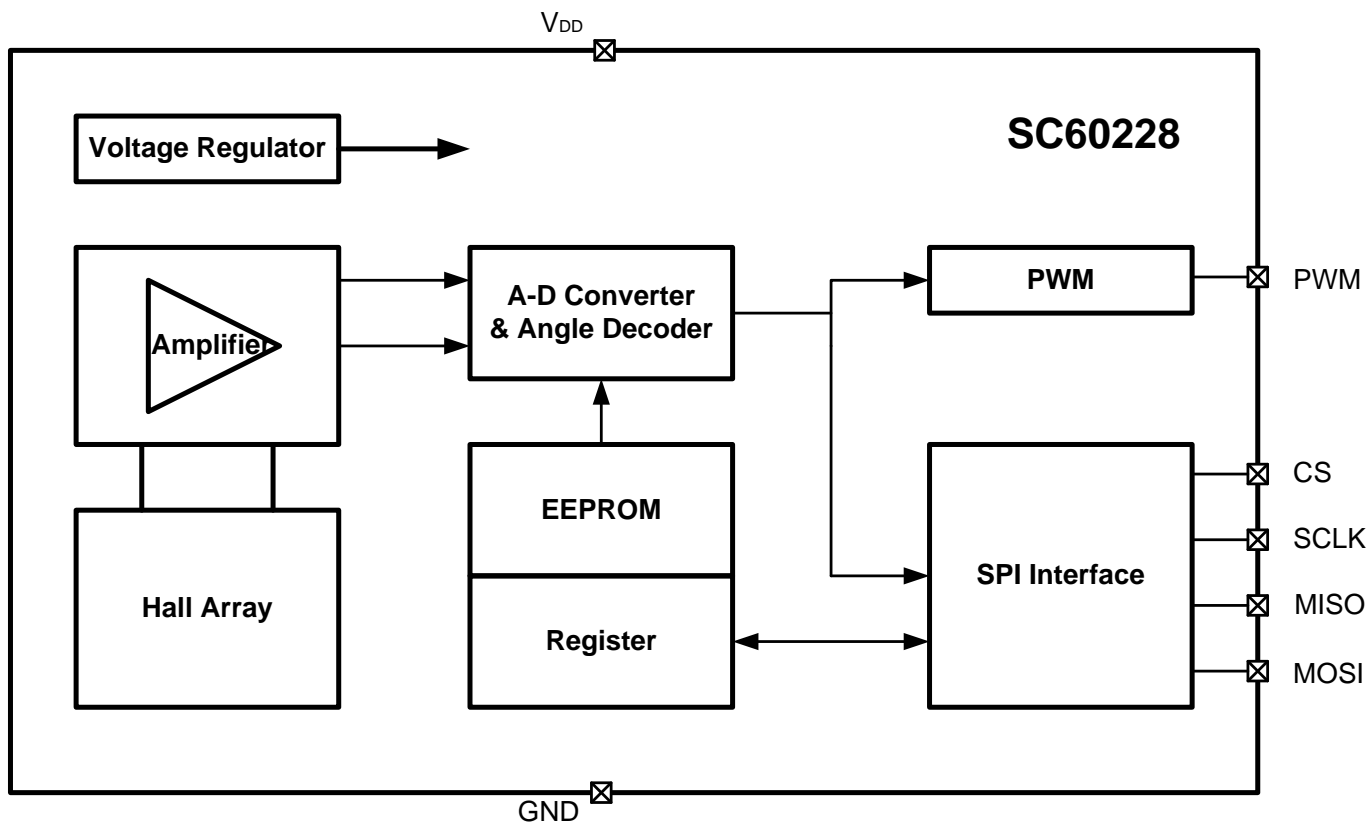 VDD
SC60228
Voltage Regulator
Amplifier
A-D Converter
& Angle Decoder
PWM
PWM
EEPROM
Register
Hall Array
SPI Interface
CS
SCLK
MISO
MOSI
GND